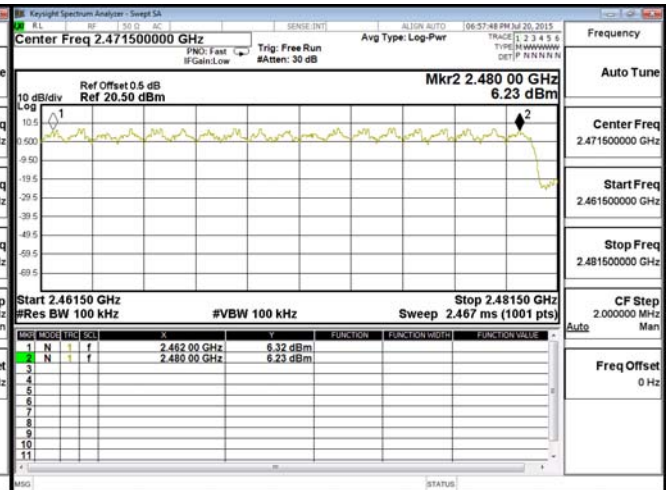 Keysight Spectrum Analyzer - Swept SA
RL RF 50 Ω AC SENSE:INT ALIGN AUTO 06:57:48 PM Jul 20, 2015
Center Freq 2.471500000 GHz
PNO: Fast
IFGain:Low
Trig: Free Run
#Atten: 30 dB
Avg Type: Log-Pwr
TRACE 1 2 3 4 5 6
TYPE M WWWWW
DET P N N N N N
Ref Offset 0.5 dB
10 dB/div Ref 20.50 dBm
Log
Mkr2 2.480 00 GHz
6.23 dBm
1
2
10.5
0.500
-9.50
-19.5
-29.5
-39.5
-49.5
-59.5
-69.5
Start 2.46150 GHz Stop 2.48150 GHz
#Res BW 100 kHz #VBW 100 kHz Sweep 2.467 ms (1001 pts)
MKR MODE TRC SCL X Y FUNCTION FUNCTION WIDTH FUNCTION VALUE
1 N 1 f 2.462 00 GHz 6.32 dBm
2 N 1 f 2.480 00 GHz 6.23 dBm
3
4
5
6
7
8
9
10
11
MSG STATUS
Frequency
Auto Tune
Center Freq
2.471500000 GHz
Start Freq
2.461500000 GHz
Stop Freq
2.481500000 GHz
CF Step
2.000000 MHz
Auto Man
Freq Offset
0 Hz